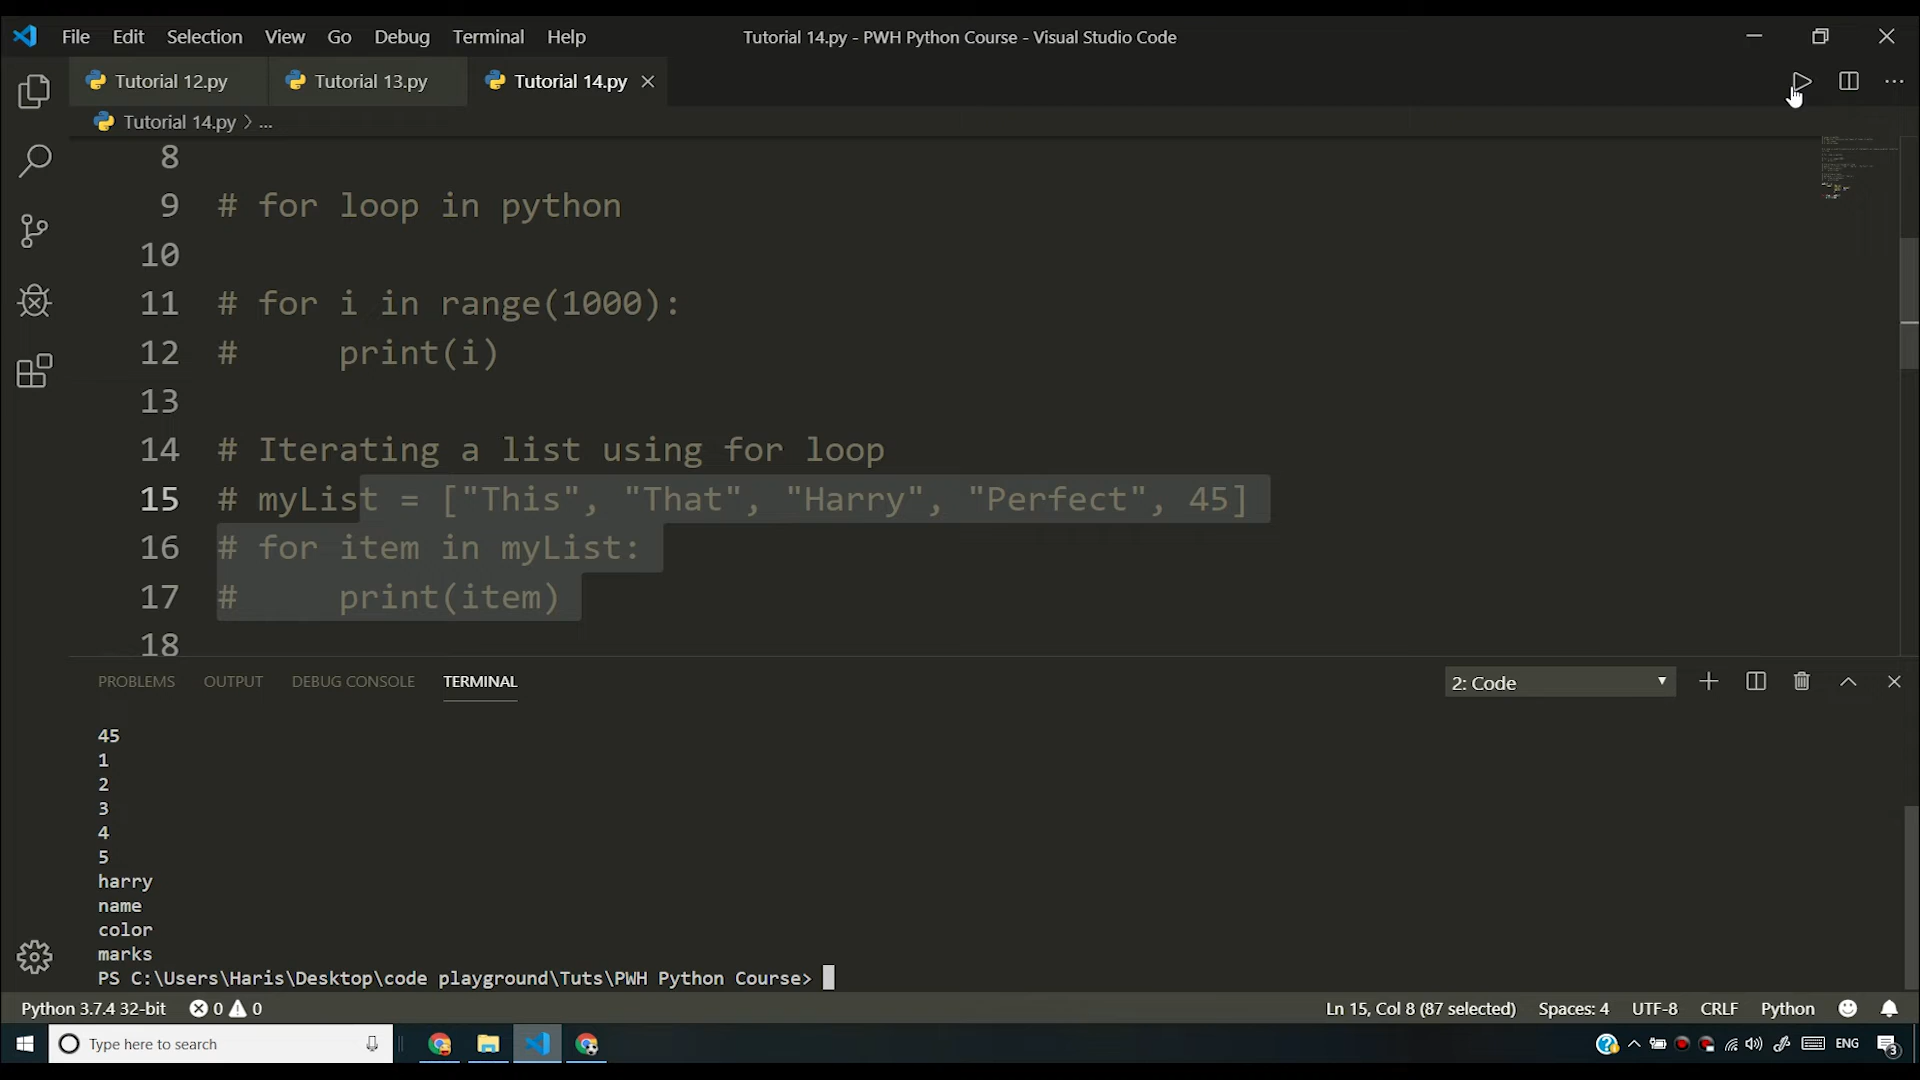 File Edit Selection View Go Debug Terminal Help
Tutorial 14.py - PWH Python Course - Visual Studio Code
Tutorial 12.py Tutorial 13.py Tutorial 14.py
Tutorial 14.py > ...
8
9 # for loop in python
10
11 # for i in range(1000):
12 #     print(i)
13
14 # Iterating a list using for loop
15 # myList = ["This", "That", "Harry", "Perfect", 45]
16 # for item in myList:
17 #     print(item)
18
PROBLEMS OUTPUT DEBUG CONSOLE TERMINAL
2: Code
45
1
2
3
4
5
harry
name
color
marks
PS C:\Users\Haris\Desktop\code playground\Tuts\PWH Python Course>
Python 3.7.4 32-bit 0 0
Ln 15, Col 8 (87 selected) Spaces: 4 UTF-8 CRLF Python
Type here to search
ENG
3